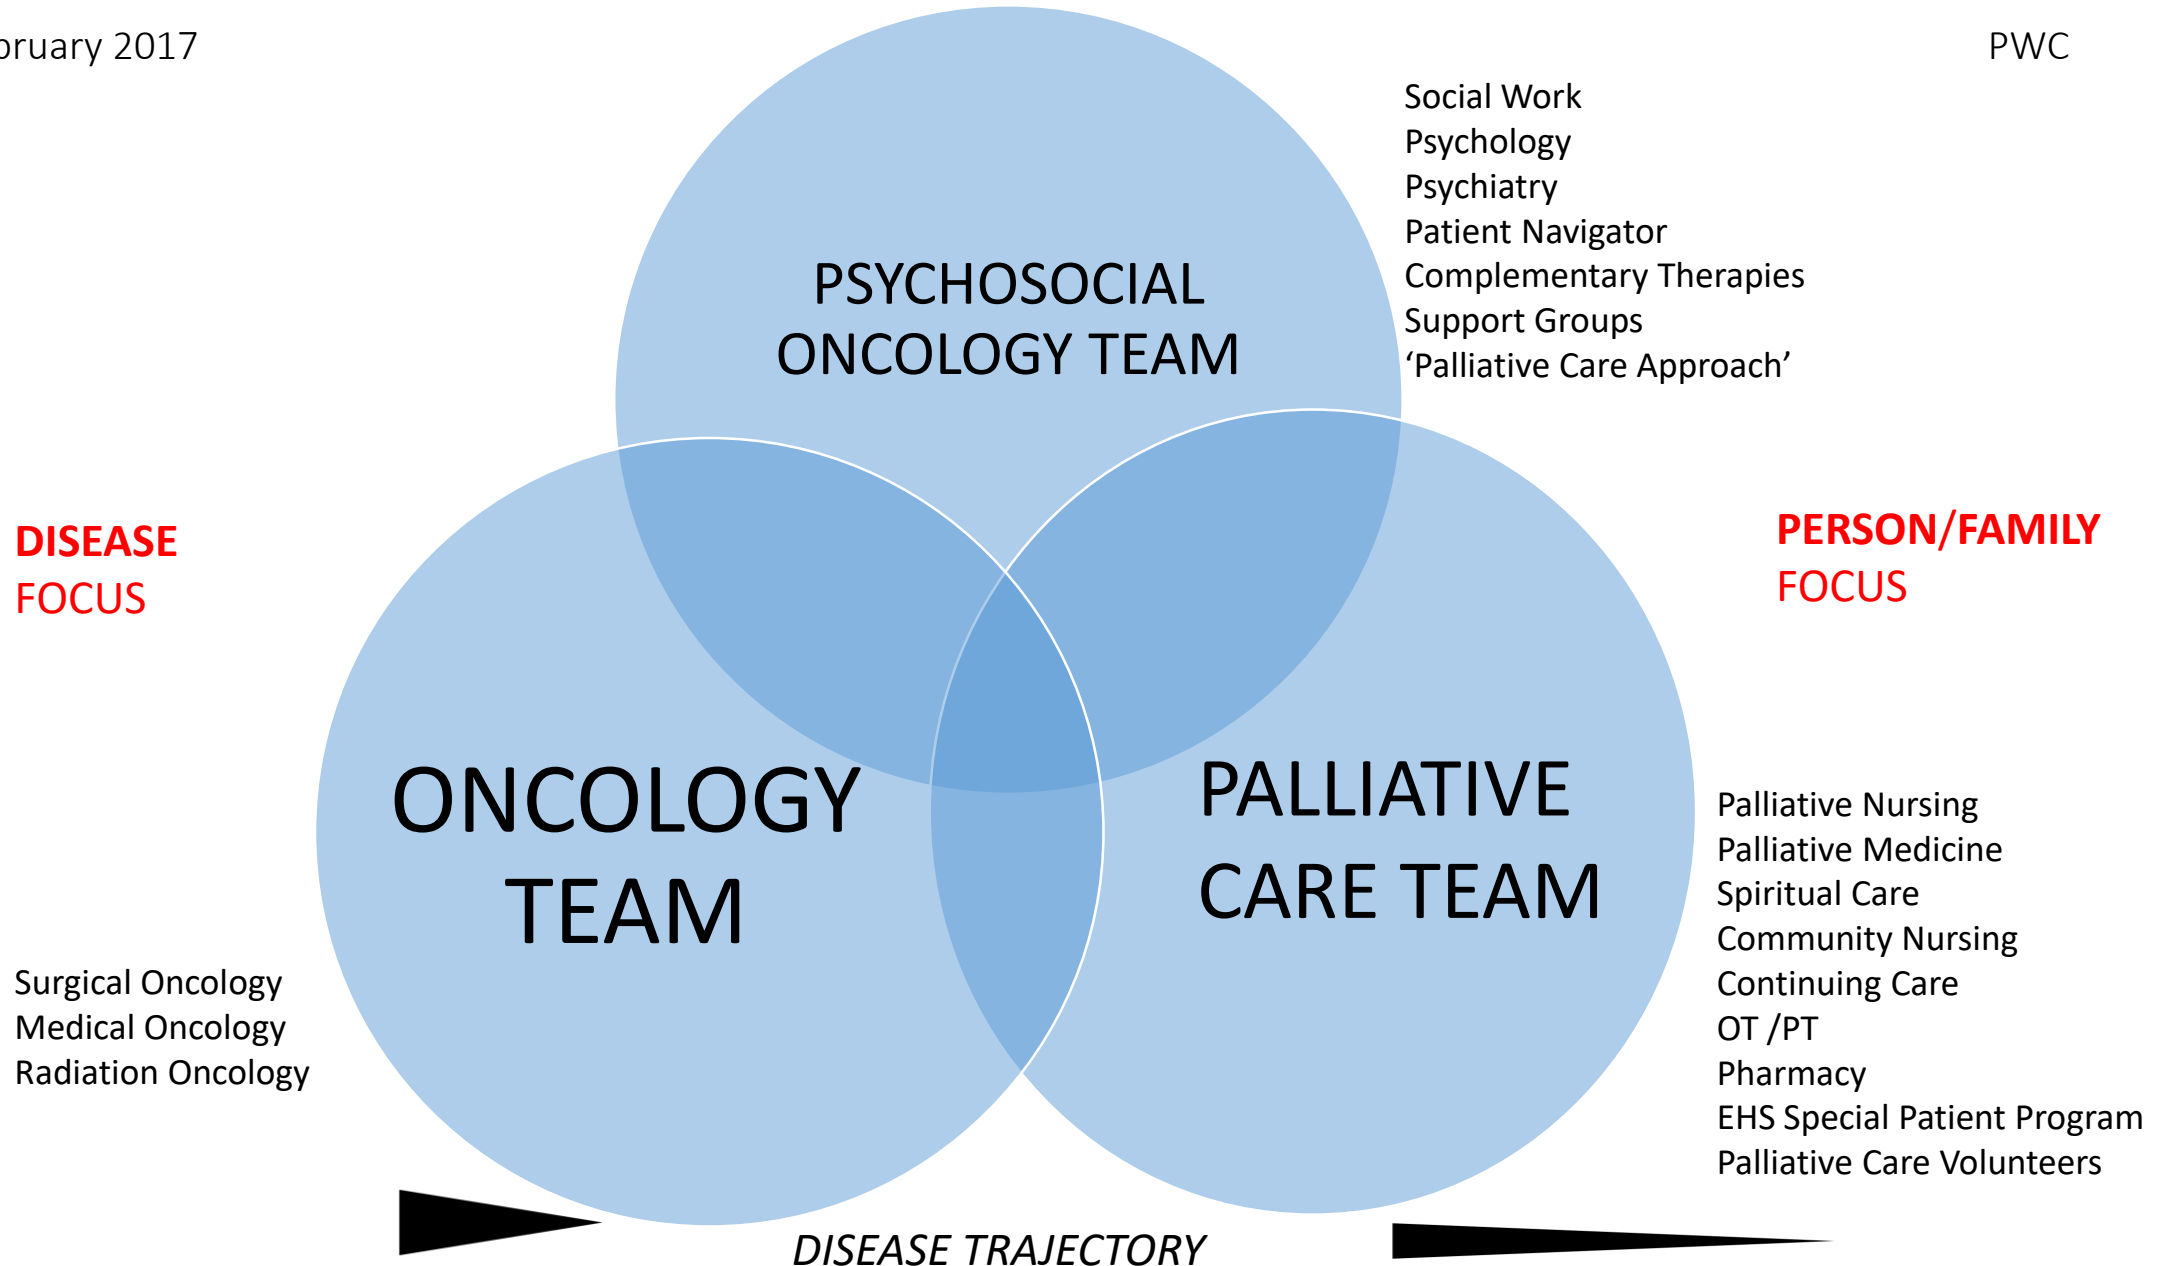 bruary 2017
PWC
Social Work
Psychology
Psychiatry
Patient Navigator
Complementary Therapies
Support Groups
‘Palliative Care Approach’
PSYCHOSOCIAL
ONCOLOGY TEAM
DISEASE
FOCUS
PERSON/FAMILY
FOCUS
ONCOLOGY
TEAM
PALLIATIVE
CARE TEAM
Surgical Oncology
Medical Oncology
Radiation Oncology
Palliative Nursing
Palliative Medicine
Spiritual Care
Community Nursing
Continuing Care
OT /PT
Pharmacy
EHS Special Patient Program
Palliative Care Volunteers
DISEASE TRAJECTORY